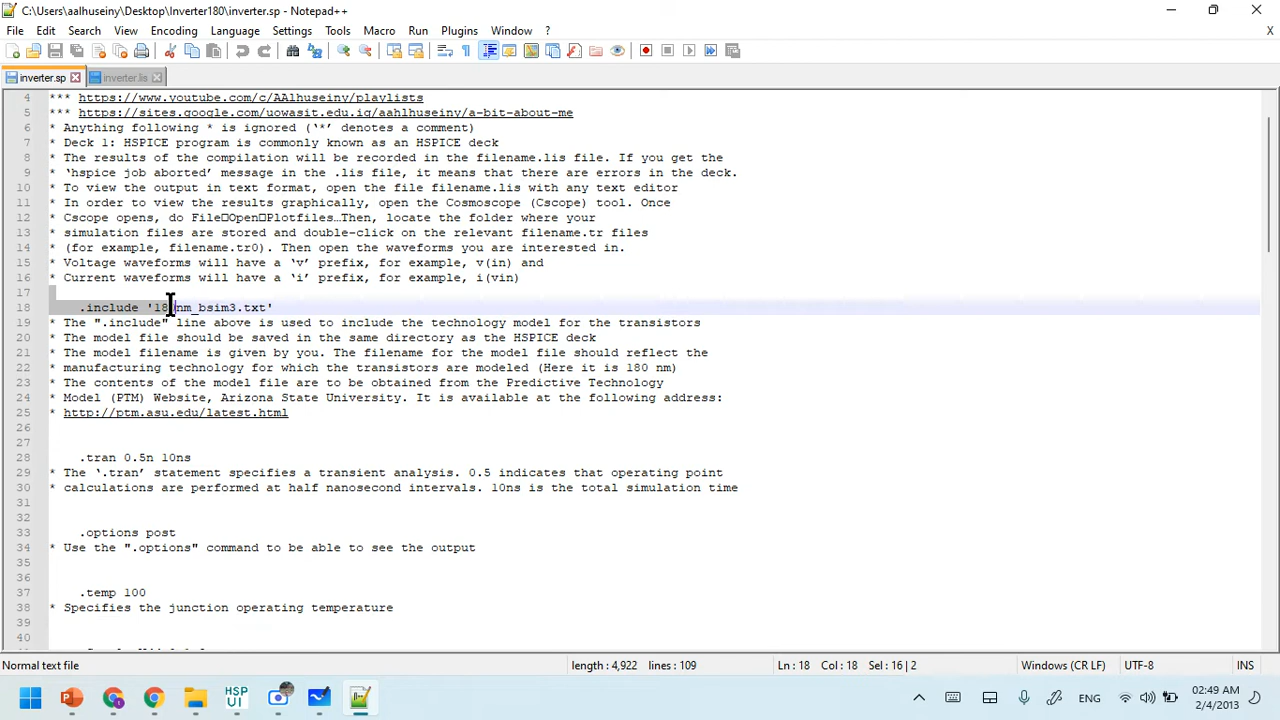 C:\Users\aalhuseiny\Desktop\Inverter180\inverter.sp - Notepad++
File Edit Search View Encoding Language Settings Tools Macro Run Plugins Window ? X
inverter.sp inverter.lis
4 *** https://www.youtube.com/c/AAlhuseiny/playlists
5 *** https://sites.google.com/uowasit.edu.iq/aahlhuseiny/a-bit-about-me
6 * Anything following * is ignored (‘*’ denotes a comment)
7 * Deck 1: HSPICE program is commonly known as an HSPICE deck
8 * The results of the compilation will be recorded in the filename.lis file. If you get the
9 * ‘hspice job aborted’ message in the .lis file, it means that there are errors in the deck.
10 * To view the output in text format, open the file filename.lis with any text editor
11 * In order to view the results graphically, open the Cosmoscope (Cscope) tool. Once
12 * Cscope opens, do File□Open□Plotfiles…Then, locate the folder where your
13 * simulation files are stored and double-click on the relevant filename.tr files
14 * (for example, filename.tr0). Then open the waveforms you are interested in.
15 * Voltage waveforms will have a ‘v’ prefix, for example, v(in) and
16 * Current waveforms will have a ‘i’ prefix, for example, i(vin)
17
18 .include '180nm_bsim3.txt'
19 * The ".include" line above is used to include the technology model for the transistors
20 * The model file should be saved in the same directory as the HSPICE deck
21 * The model filename is given by you. The filename for the model file should reflect the
22 * manufacturing technology for which the transistors are modeled (Here it is 180 nm)
23 * The contents of the model file are to be obtained from the Predictive Technology
24 * Model (PTM) Website, Arizona State University. It is available at the following address:
25 * http://ptm.asu.edu/latest.html
26
27
28 .tran 0.5n 10ns
29 * The ‘.tran’ statement specifies a transient analysis. 0.5 indicates that operating point
30 * calculations are performed at half nanosecond intervals. 10ns is the total simulation time
31
32
33 .options post
34 * Use the ".options" command to be able to see the output
35
36
37 .temp 100
38 * Specifies the junction operating temperature
39
40
Normal text file length : 4,922 lines : 109 Ln : 18 Col : 18 Sel : 16 | 2 Windows (CR LF) UTF-8 INS
HSP UI ENG 02:49 AM
2/4/2013